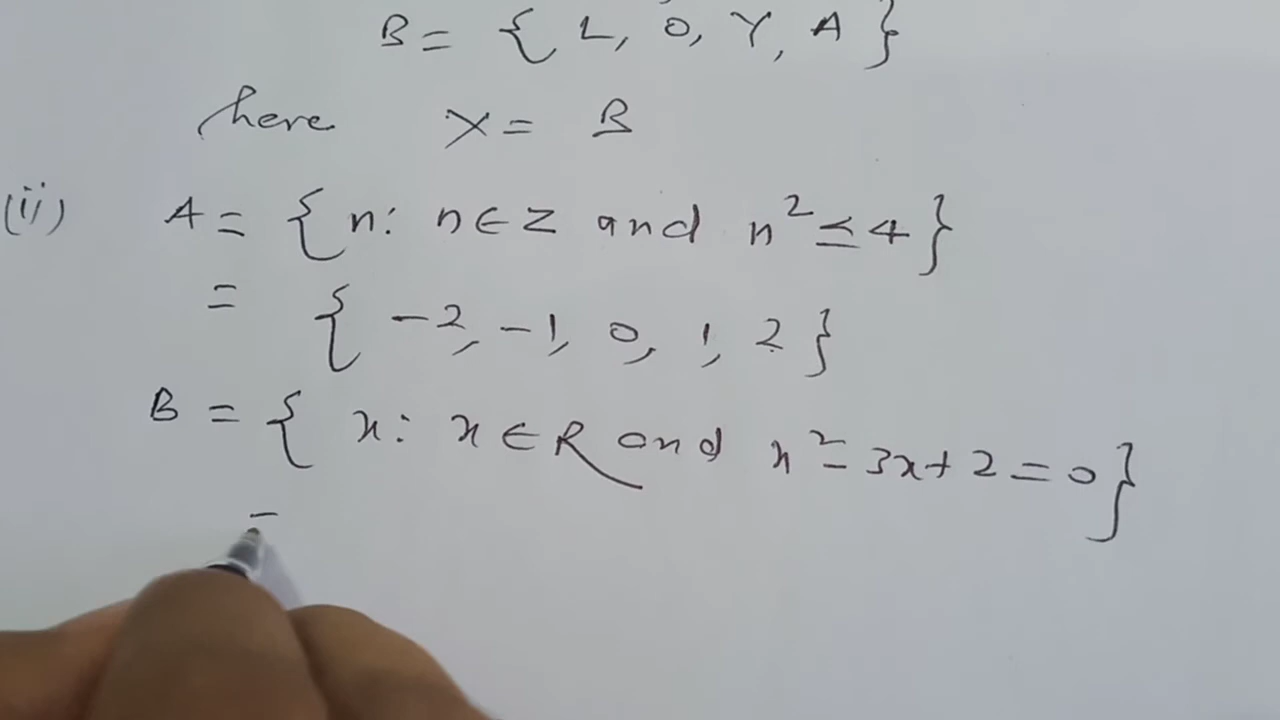 B = { L, O, Y, A }
here X = B
(ii) A = { n: n ∈ Z and n² ≤ 4 }
= { -2, -1, 0, 1, 2 }
B = { x: x ∈ R and x² - 3x + 2 = 0 }